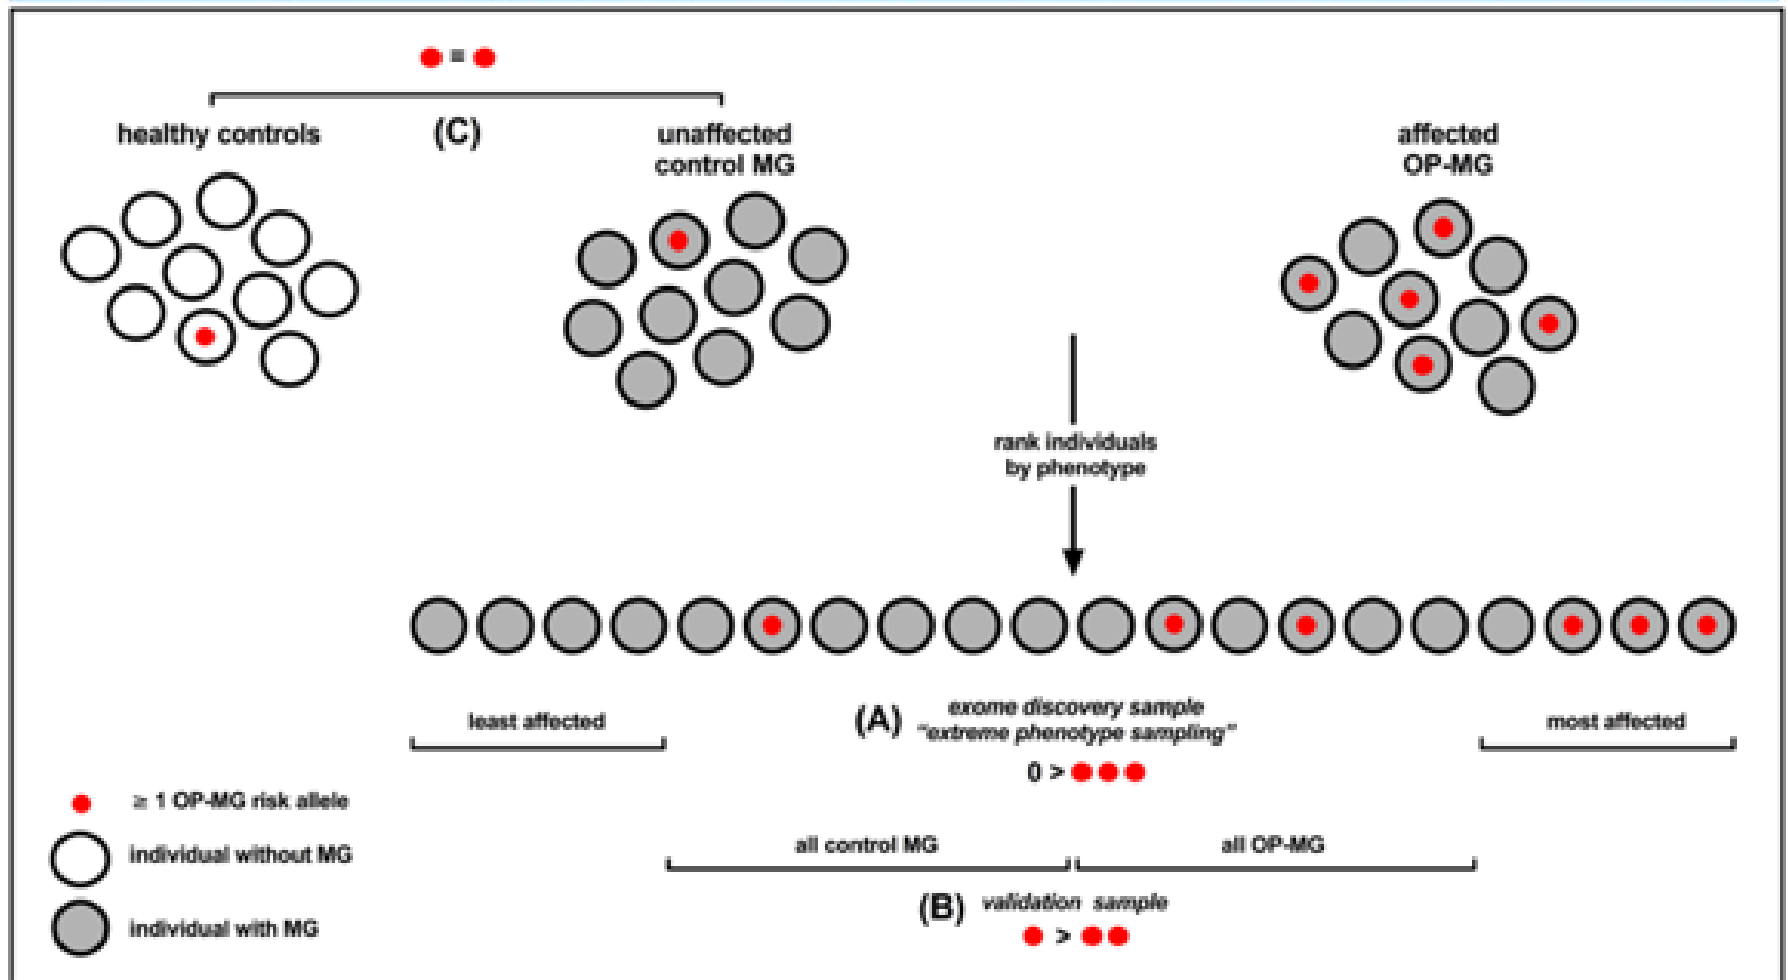 =
healthy controls
(C)
unaffected
control MG
affected
OP-MG
rank individuals
by phenotype
least affected
(A)
exome discovery sample
"extreme phenotype sampling"
most affected
0 >
≥ 1 OP-MG risk allele
individual without MG
individual with MG
all control MG
all OP-MG
(B)
validation sample
>